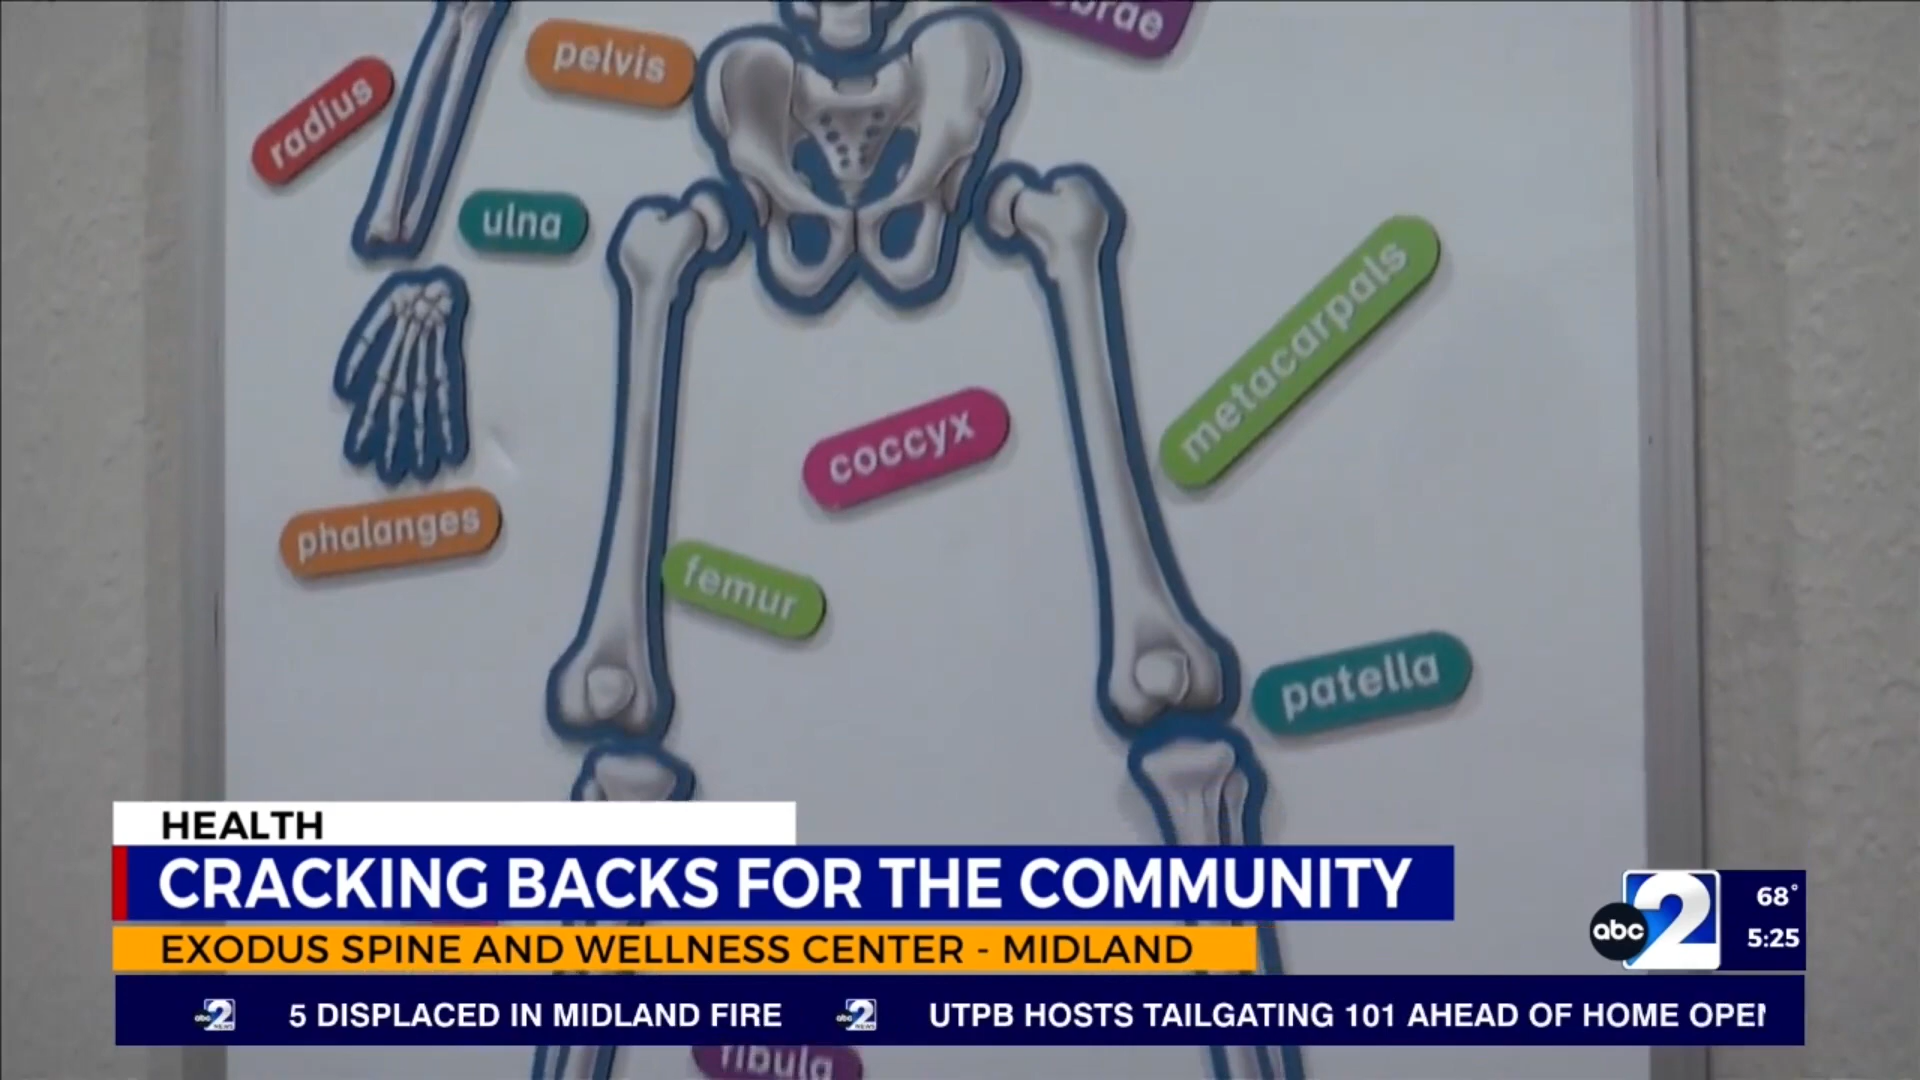 pelvis
radius
ulna
metacarpals
coccyx
phalanges
femur
patella
HEALTH
CRACKING BACKS FOR THE COMMUNITY
EXODUS SPINE AND WELLNESS CENTER - MIDLAND
abc 2
68°
5:25
5 DISPLACED IN MIDLAND FIRE
UTPB HOSTS TAILGATING 101 AHEAD OF HOME
fibula